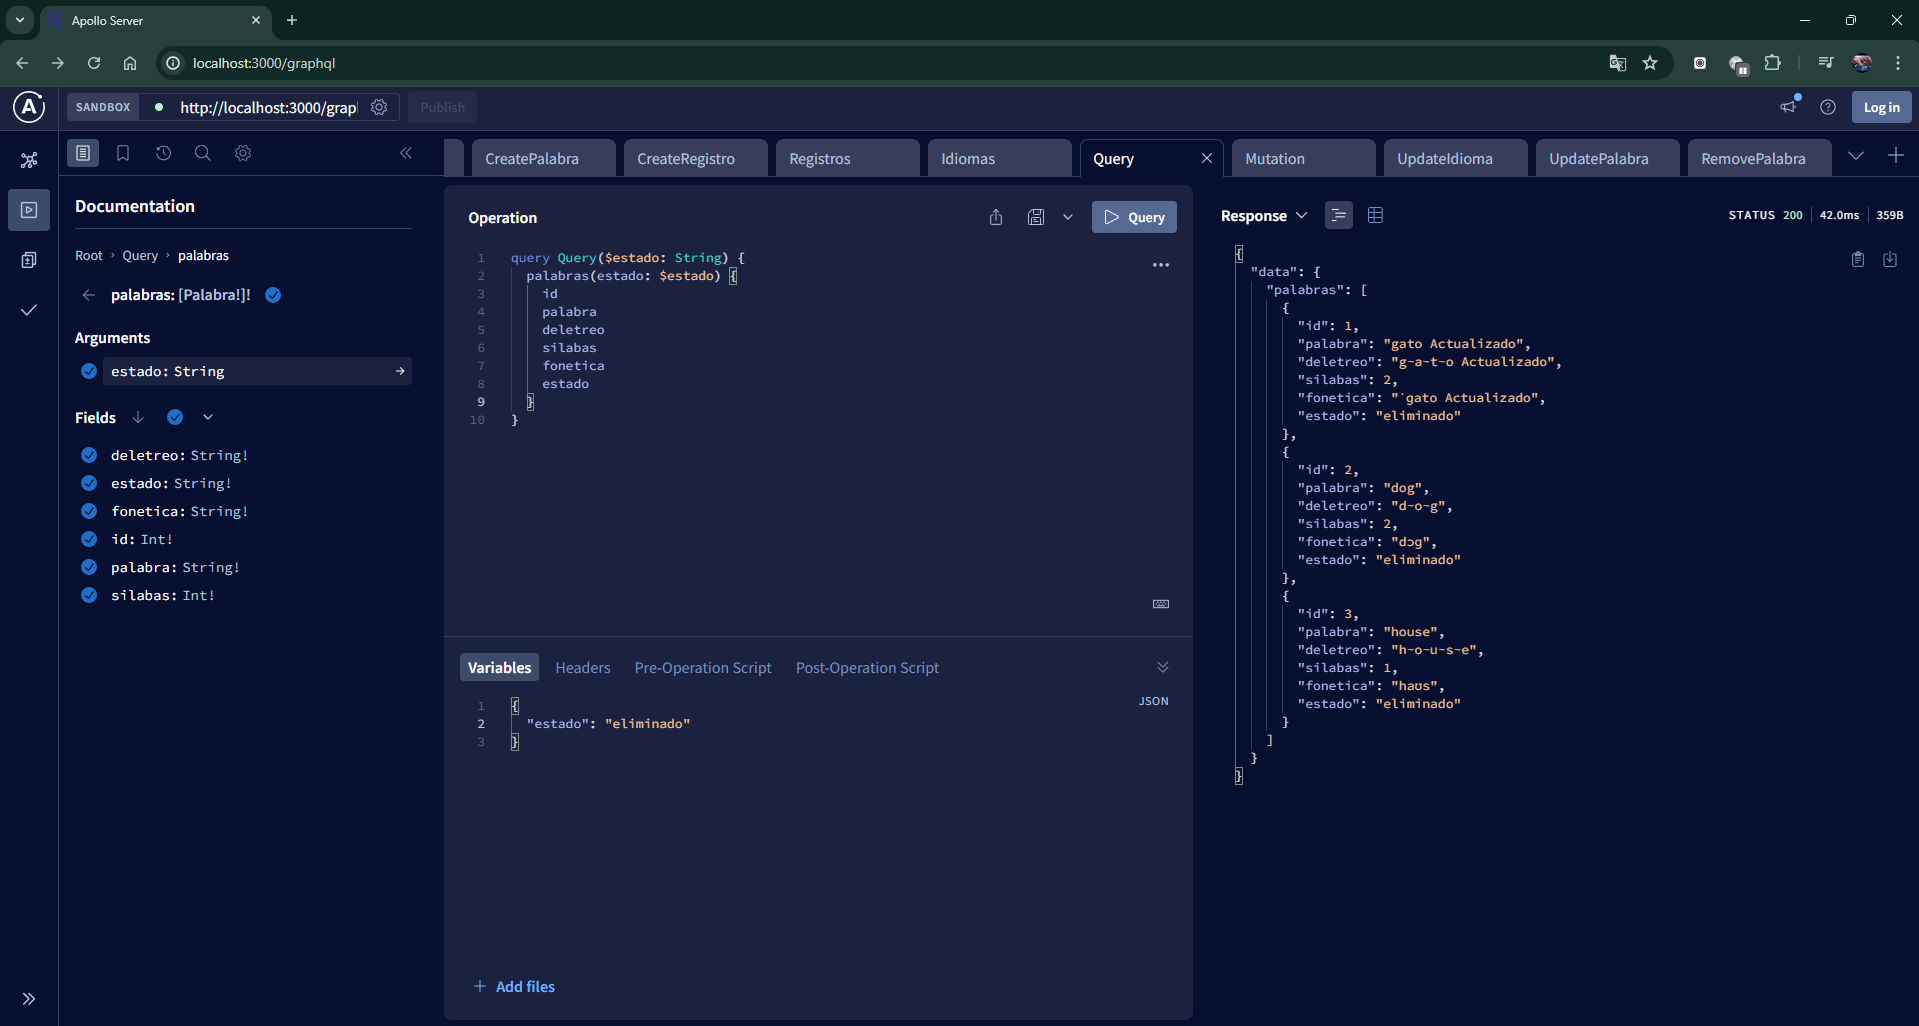 Apollo Server
localhost:3000/graphql
SANDBOX
http://localhost:3000/grap
Publish
Log in
Documentation
Root › Query › palabras
palabras: [Palabra!]!
Arguments
estado: String
Fields
deletreo: String!
estado: String!
fonetica: String!
id: Int!
palabra: String!
silabas: Int!
CreatePalabra
CreateRegistro
Registros
Idiomas
Query
Mutation
UpdateIdioma
UpdatePalabra
RemovePalabra
Operation
Query
1 query Query($estado: String) {
2 palabras(estado: $estado) {
3 id
4 palabra
5 deletreo
6 silabas
7 fonetica
8 estado
9 }
10 }
Variables
Headers
Pre-Operation Script
Post-Operation Script
JSON
1 {
2 "estado": "eliminado"
3 }
Add files
Response
STATUS 200
42.0ms
359B
{
"data": {
"palabras": [
{
"id": 1,
"palabra": "gato Actualizado",
"deletreo": "g-a-t-o Actualizado",
"silabas": 2,
"fonetica": "ˈgato Actualizado",
"estado": "eliminado"
},
{
"id": 2,
"palabra": "dog",
"deletreo": "d-o-g",
"silabas": 2,
"fonetica": "dɔg",
"estado": "eliminado"
},
{
"id": 3,
"palabra": "house",
"deletreo": "h-o-u-s-e",
"silabas": 1,
"fonetica": "haʊs",
"estado": "eliminado"
}
]
}
}